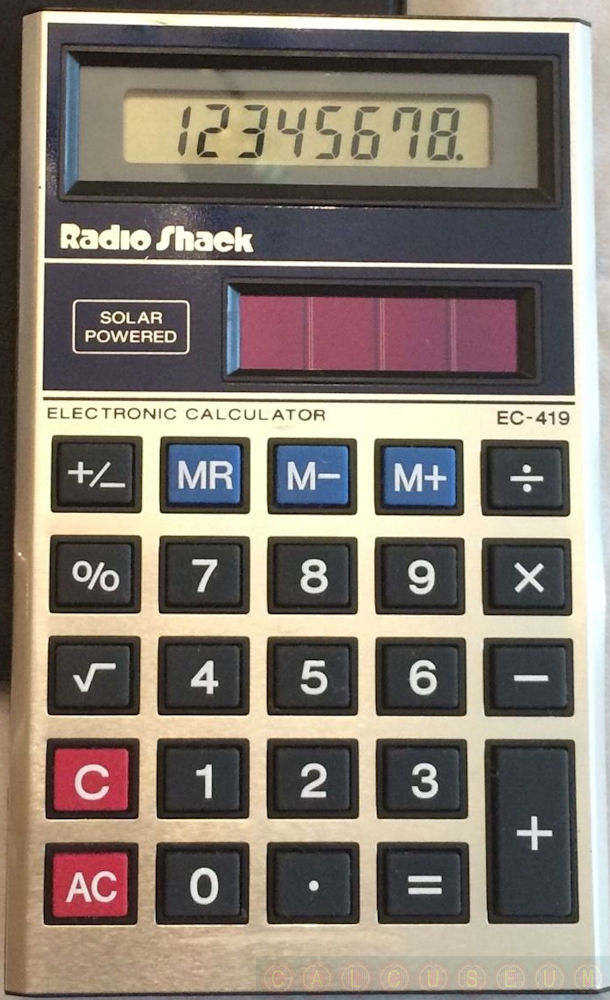 12345678.
Radio Shack
SOLAR
POWERED
ELECTRONIC CALCULATOR EC-419
+/− MR M− M+ ÷
% 7 8 9 ×
√ 4 5 6 −
C 1 2 3
+
AC 0 · =
CALCUSEUM